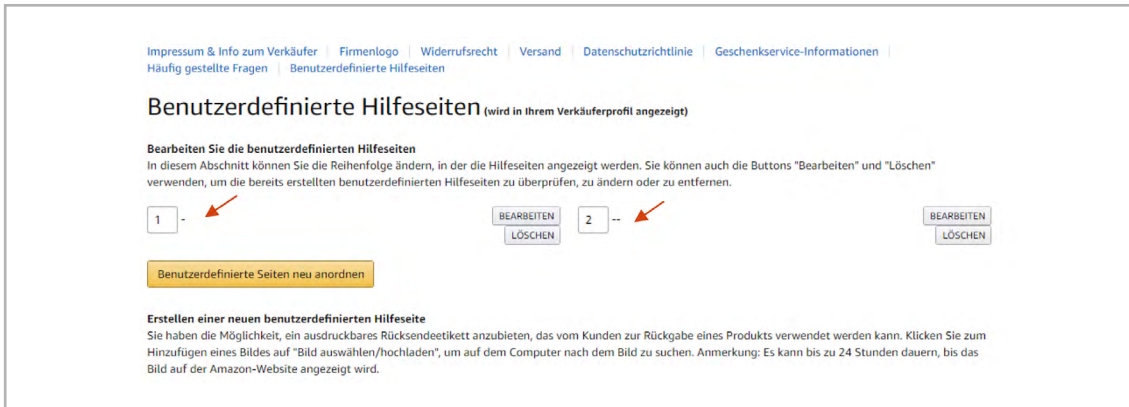 Impressum & Info zum Verkäufer | Firmenlogo | Widerrufsrecht | Versand | Datenschutzrichtlinie | Geschenkservice-Informationen |
Häufig gestellte Fragen | Benutzerdefinierte Hilfeseiten
Benutzerdefinierte Hilfeseiten (wird in Ihrem Verkäuferprofil angezeigt)
Bearbeiten Sie die benutzerdefinierten Hilfeseiten
In diesem Abschnitt können Sie die Reihenfolge ändern, in der die Hilfeseiten angezeigt werden. Sie können auch die Buttons "Bearbeiten" und "Löschen"
verwenden, um die bereits erstellten benutzerdefinierten Hilfeseiten zu überprüfen, zu ändern oder zu entfernen.
1 - BEARBEITEN 2 -- BEARBEITEN
LÖSCHEN LÖSCHEN
Benutzerdefinierte Seiten neu anordnen
Erstellen einer neuen benutzerdefinierten Hilfeseite
Sie haben die Möglichkeit, ein ausdruckbares Rücksendeetikett anzubieten, das vom Kunden zur Rückgabe eines Produkts verwendet werden kann. Klicken Sie zum
Hinzufügen eines Bildes auf "Bild auswählen/hochladen", um auf dem Computer nach dem Bild zu suchen. Anmerkung: Es kann bis zu 24 Stunden dauern, bis das
Bild auf der Amazon-Website angezeigt wird.